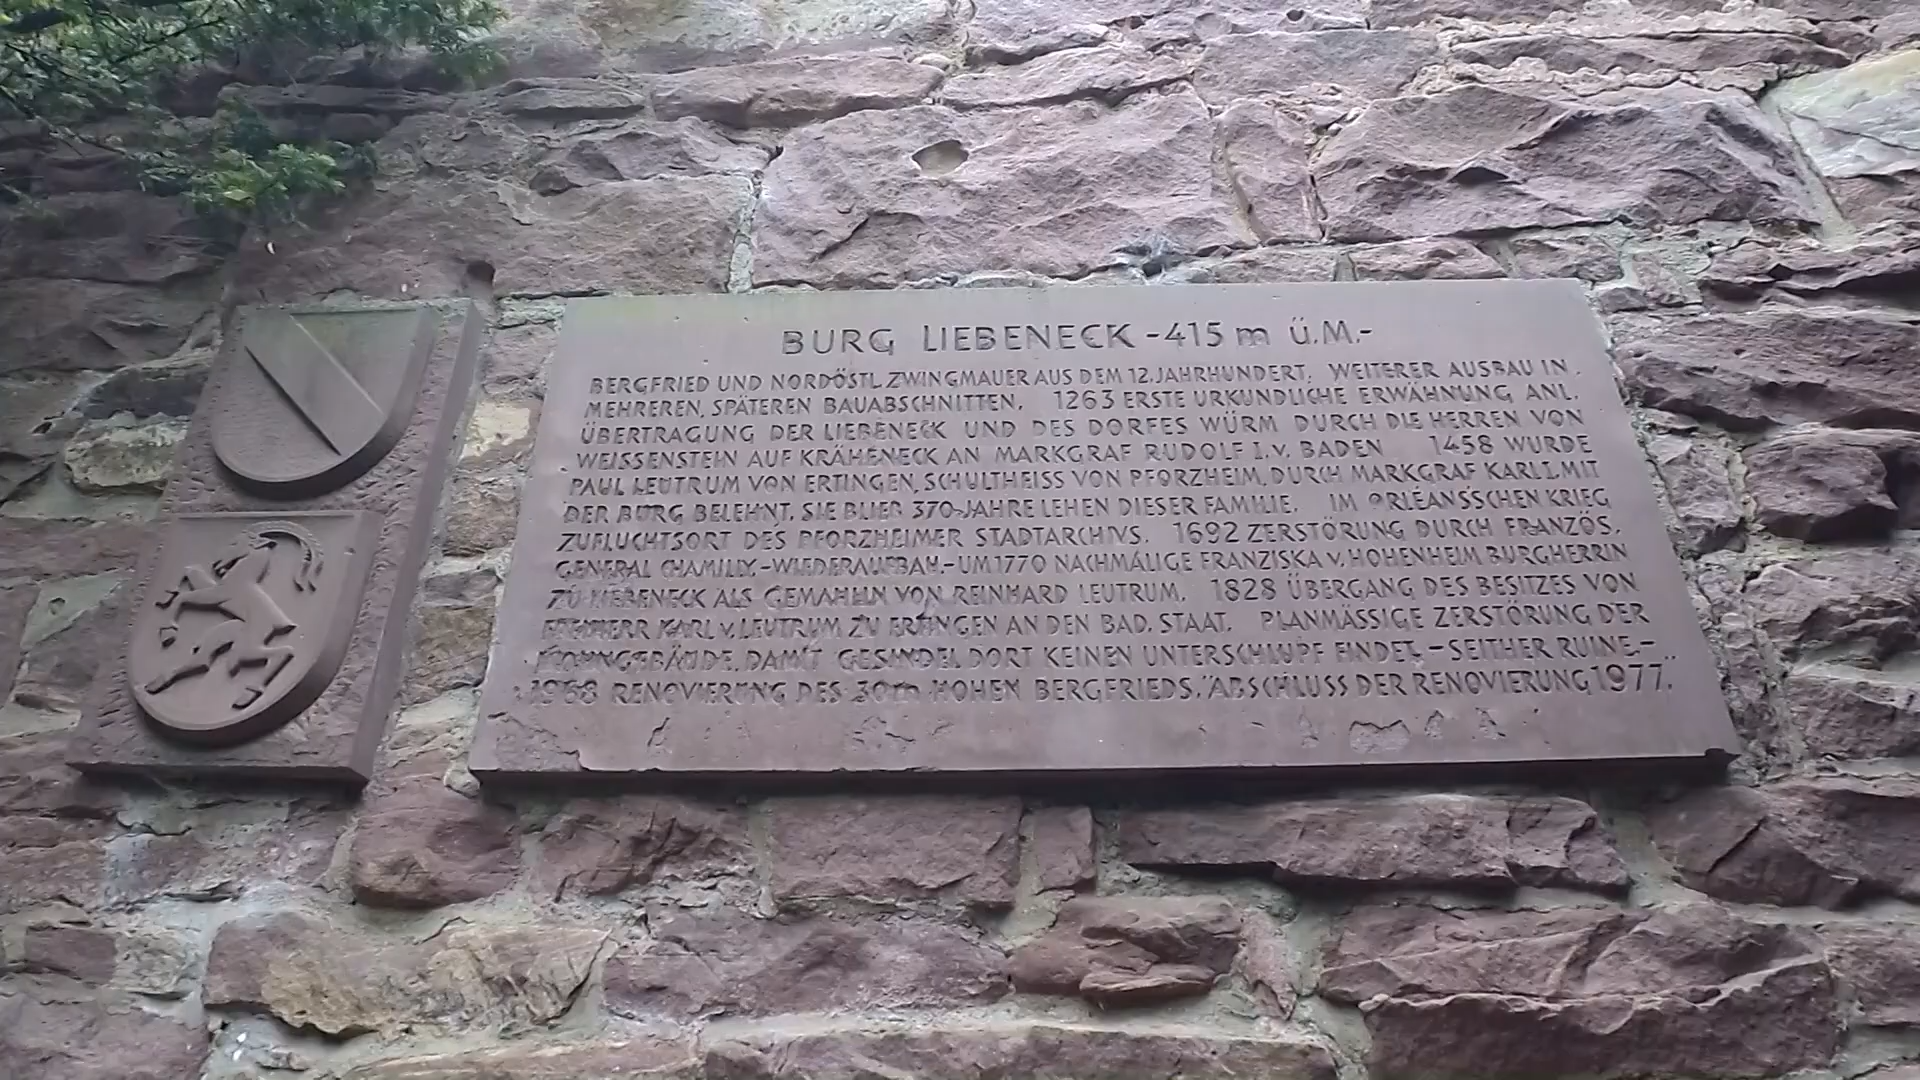 BURG LIEBENECK -415 m Ü.M.-
BERGFRIED UND NORDÖSTL. ZWINGMAUER AUS DEM 12. JAHRHUNDERT. WEITERER AUSBAU IN
MEHREREN, SPÄTEREN BAUABSCHNITTEN. 1263 ERSTE URKUNDLICHE ERWÄHNUNG ANL.
ÜBERTRAGUNG DER LIEBENECK UND DES DORFES WÜRM DURCH DIE HERREN VON
WEISSENSTEIN AUF KRÄHENECK AN MARKGRAF RUDOLF I. V. BADEN 1458 WURDE
PAUL LEUTRUM VON ERTINGEN, SCHULTHEISS VON PFORZHEIM, DURCH MARKGRAF KARL I. MIT
DER BURG BELEHNT. SIE BLIEB 370 JAHRE LEHEN DIESER FAMILIE. IM ORLEANS'SCHEN KRIEG
ZUFLUCHTSORT DES PFORZHEIMER STADTARCHIVS. 1692 ZERSTÖRUNG DURCH FRANZÖS.
GENERAL CHAMILLY.-WIEDERAUFBAU.-UM 1770 NACHMALIGE FRANZISKA V. HOHENHEIM BURGHERRIN
ZU LIEBENECK ALS GEMAHLIN VON REINHARD LEUTRUM. 1828 ÜBERGANG DES BESITZES VON
FREIHERR KARL V. LEUTRUM ZU ERTINGEN AN DEN BAD. STAAT. PLANMÄSSIGE ZERSTÖRUNG DER
WOHNGEBÄUDE, DAMIT GESINDEL DORT KEINEN UNTERSCHLUPF FINDET.-SEITHER RUINE.-
1968 RENOVIERUNG DES 30m HOHEN BERGFRIEDS. ABSCHLUSS DER RENOVIERUNG 1977.